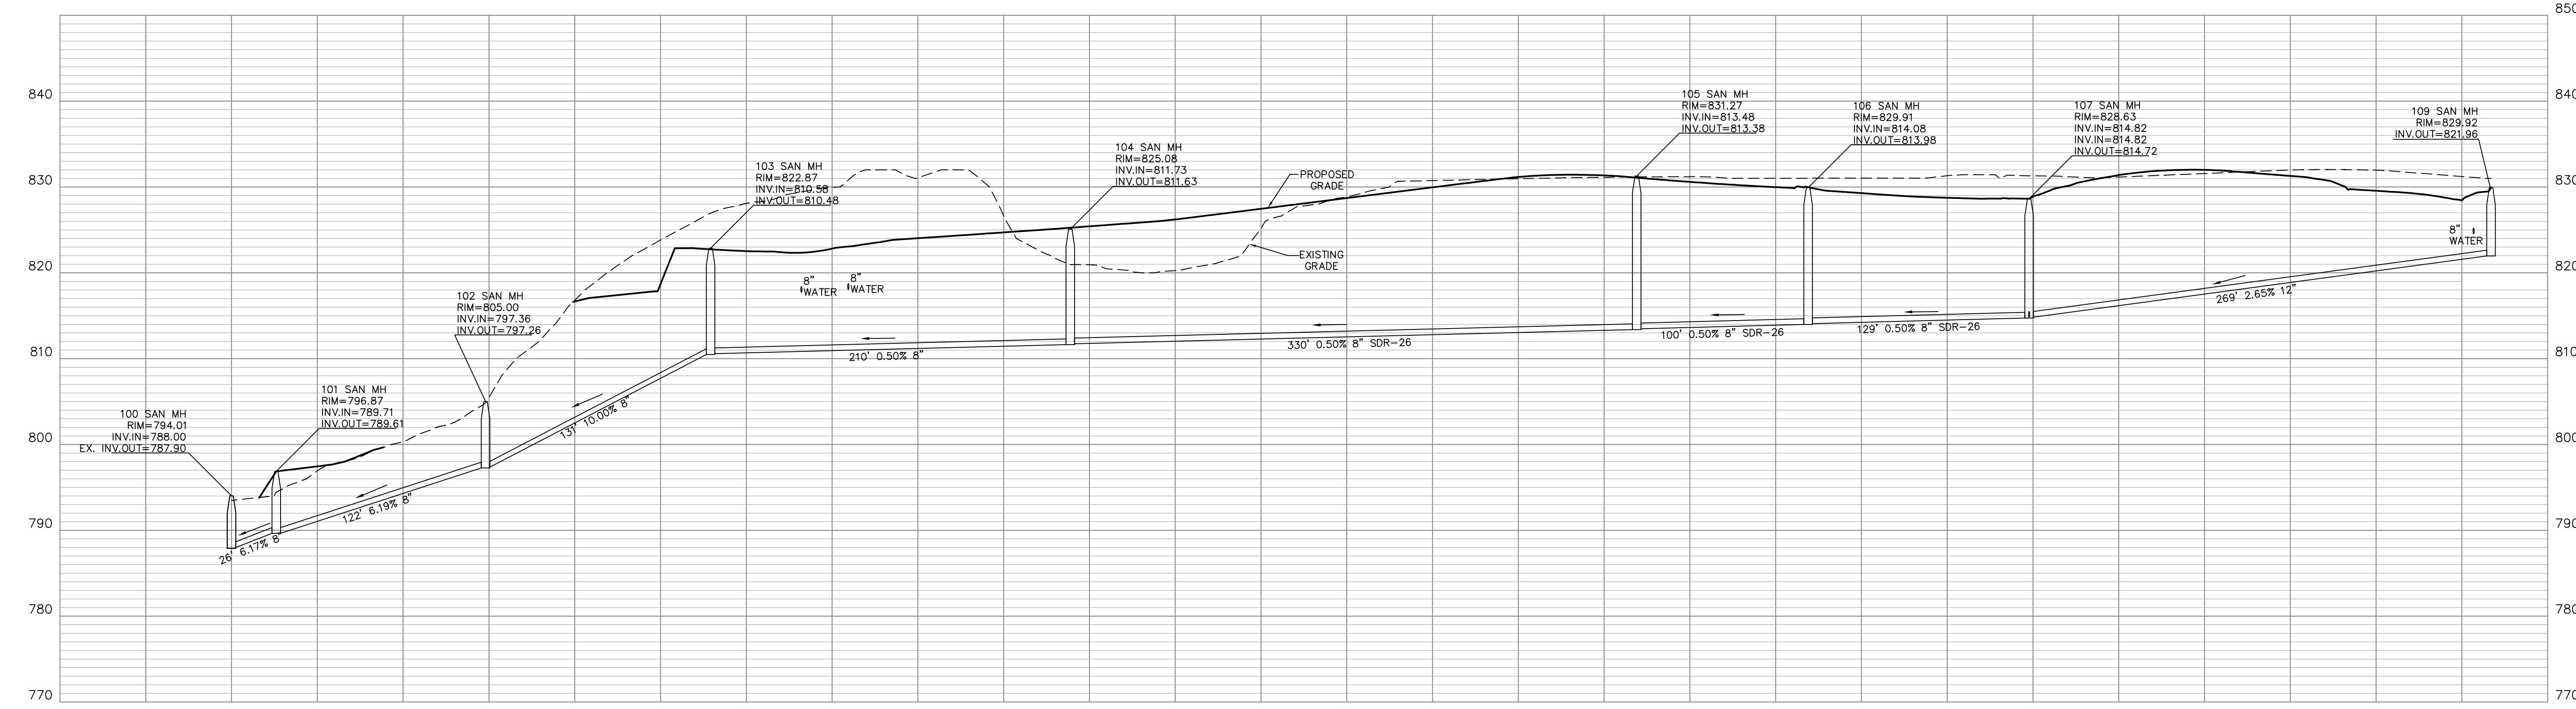 850
850
840
840
830
830
820
820
810
810
800
800
790
790
780
780
770
770
100 SAN MH
RIM=794.01
INV.IN=788.00
EX. INV.OUT=787.90
101 SAN MH
RIM=796.87
INV.IN=789.71
INV.OUT=789.61
102 SAN MH
RIM=805.00
INV.IN=797.36
INV.OUT=797.26
103 SAN MH
RIM=822.87
INV.IN=810.58
INV.OUT=810.48
104 SAN MH
RIM=825.08
INV.IN=811.73
INV.OUT=811.63
PROPOSED
GRADE
EXISTING
GRADE
105 SAN MH
RIM=831.27
INV.IN=813.48
INV.OUT=813.38
106 SAN MH
RIM=829.91
INV.IN=814.08
INV.OUT=813.98
107 SAN MH
RIM=828.63
INV.IN=814.82
INV.IN=814.82
INV.OUT=814.72
109 SAN MH
RIM=829.92
INV.OUT=821.96
8"
WATER
8"
WATER
8"
WATER
26' 6.17% 8"
122' 6.19% 8"
131' 10.00% 8"
210' 0.50% 8"
330' 0.50% 8" SDR-26
100' 0.50% 8" SDR-26
129' 0.50% 8" SDR-26
269' 2.65% 12"